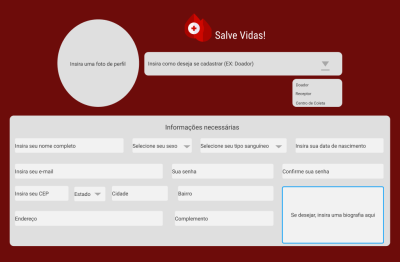 Salve Vidas!
Insira uma foto de perfil
Insira como deseja se cadastrar (EX: Doador)
Doador
Receptor
Centro de Coleta
Informações necessárias
Insira seu nome completo
Selecione seu sexo
Selecione seu tipo sanguíneo
Insira sua data de nascimento
Insira seu e-mail
Sua senha
Confirme sua senha
Insira seu CEP
Estado
Cidade
Bairro
Se desejar, insira uma biografia aqui
Endereço
Complemento